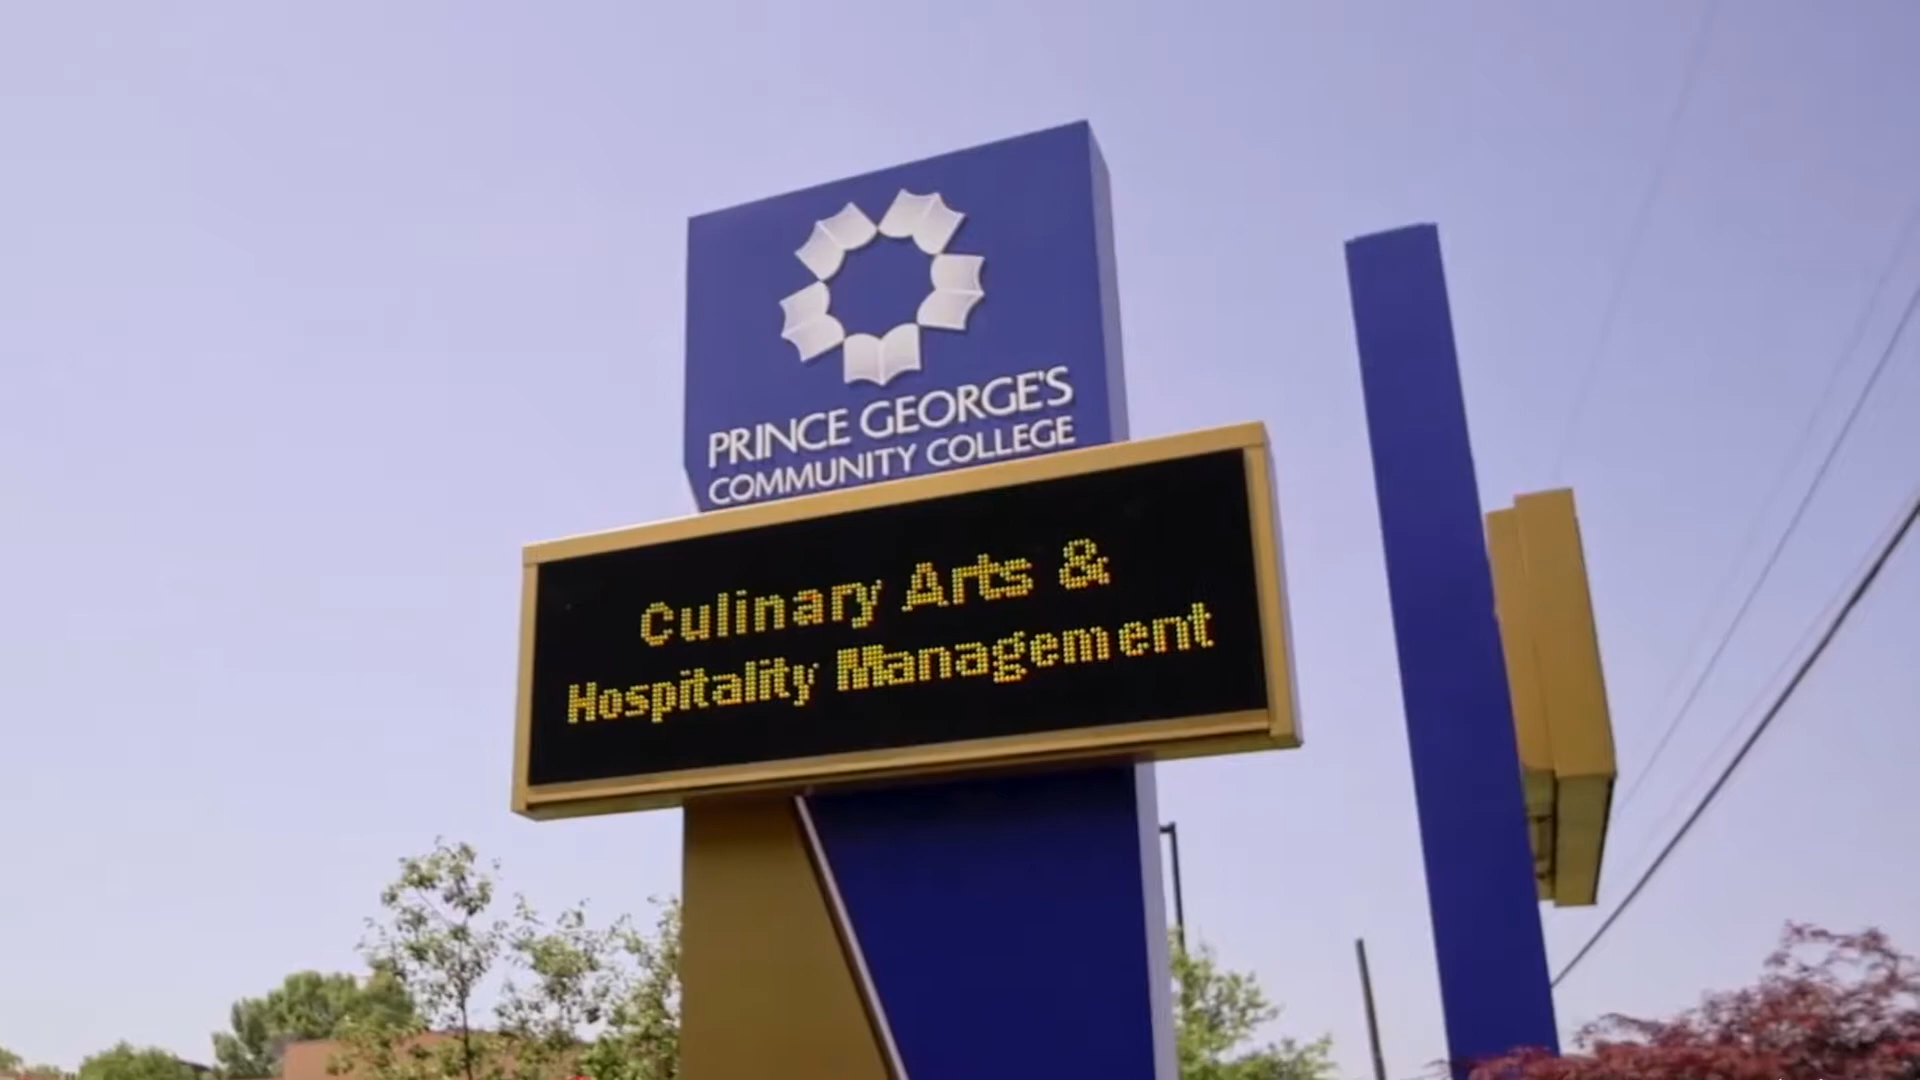 PRINCE GEORGE'S
COMMUNITY COLLEGE
Culinary Arts &
Hospitality Management